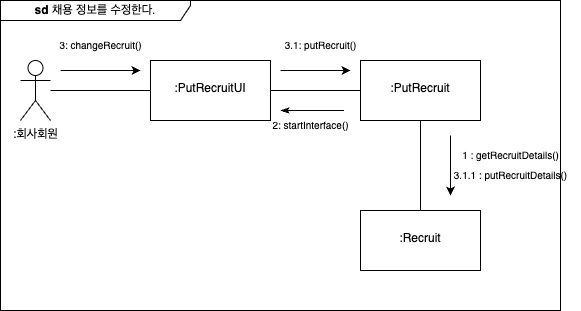 sd 채용 정보를 수정한다.
3: changeRecruit()
3.1: putRecruit()
:PutRecruitUI
:PutRecruit
2: startInterface()
:회사회원
1 : getRecruitDetails()
3.1.1 : putRecruitDetails()
:Recruit